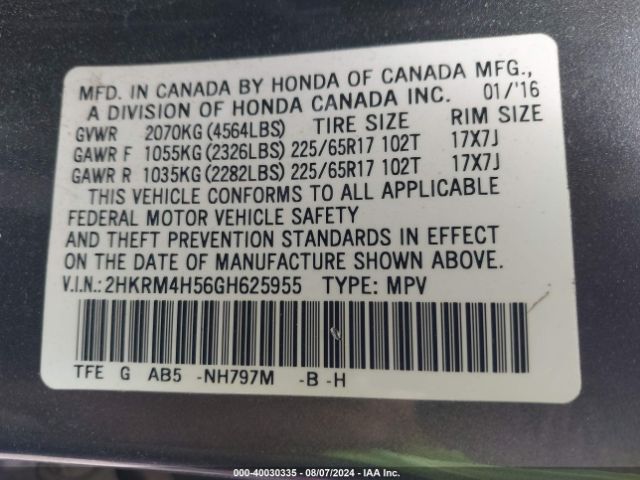 MFD. IN CANADA BY HONDA OF CANADA MFG.,
A DIVISION OF HONDA CANADA INC. 01/'16
GVWR 2070KG (4564LBS) TIRE SIZE RIM SIZE
GAWR F 1055KG (2326LBS) 225/65R17 102T 17X7J
GAWR R 1035KG (2282LBS) 225/65R17 102T 17X7J
THIS VEHICLE CONFORMS TO ALL APPLICABLE
FEDERAL MOTOR VEHICLE SAFETY
AND THEFT PREVENTION STANDARDS IN EFFECT
ON THE DATE OF MANUFACTURE SHOWN ABOVE.
V.I.N.: 2HKRM4H56GH625955 TYPE: MPV
TFE G AB5 -NH797M -B -H
000-40030335 - 08/07/2024 - IAA Inc.